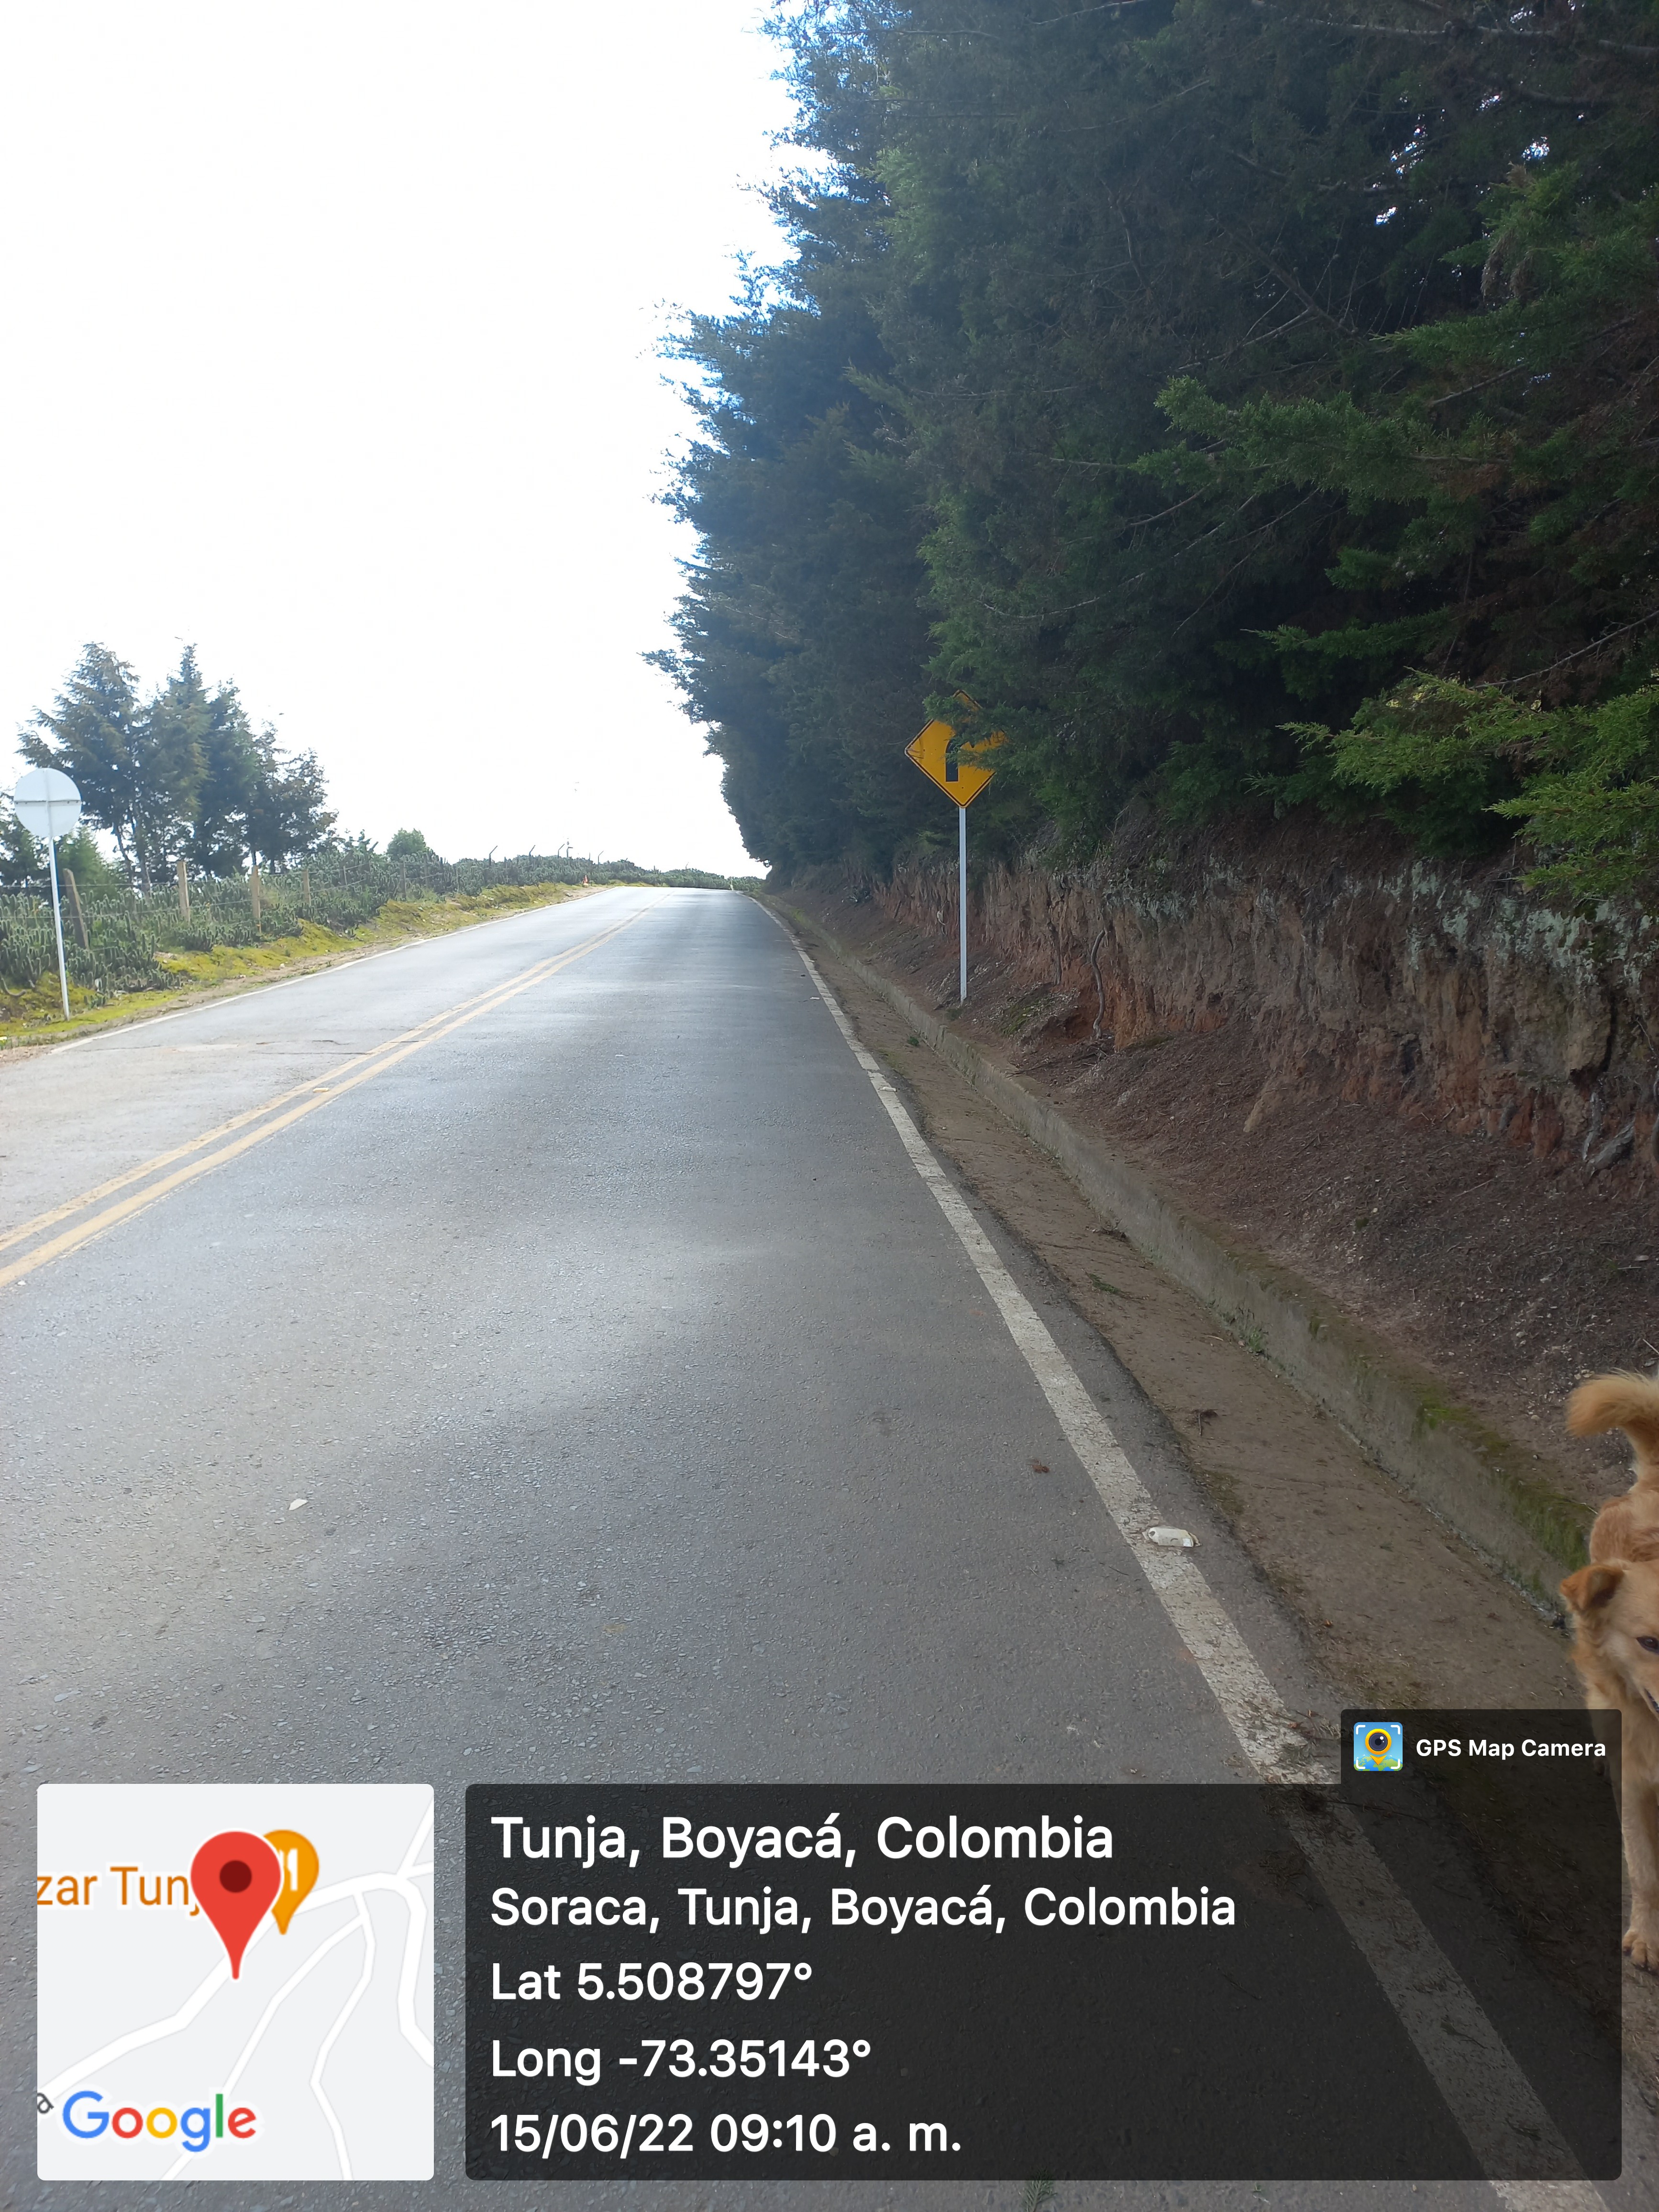 GPS Map Camera
zar Tunj
a
Google
Tunja, Boyacá, Colombia
Soraca, Tunja, Boyacá, Colombia
Lat 5.508797°
Long -73.35143°
15/06/22 09:10 a. m.